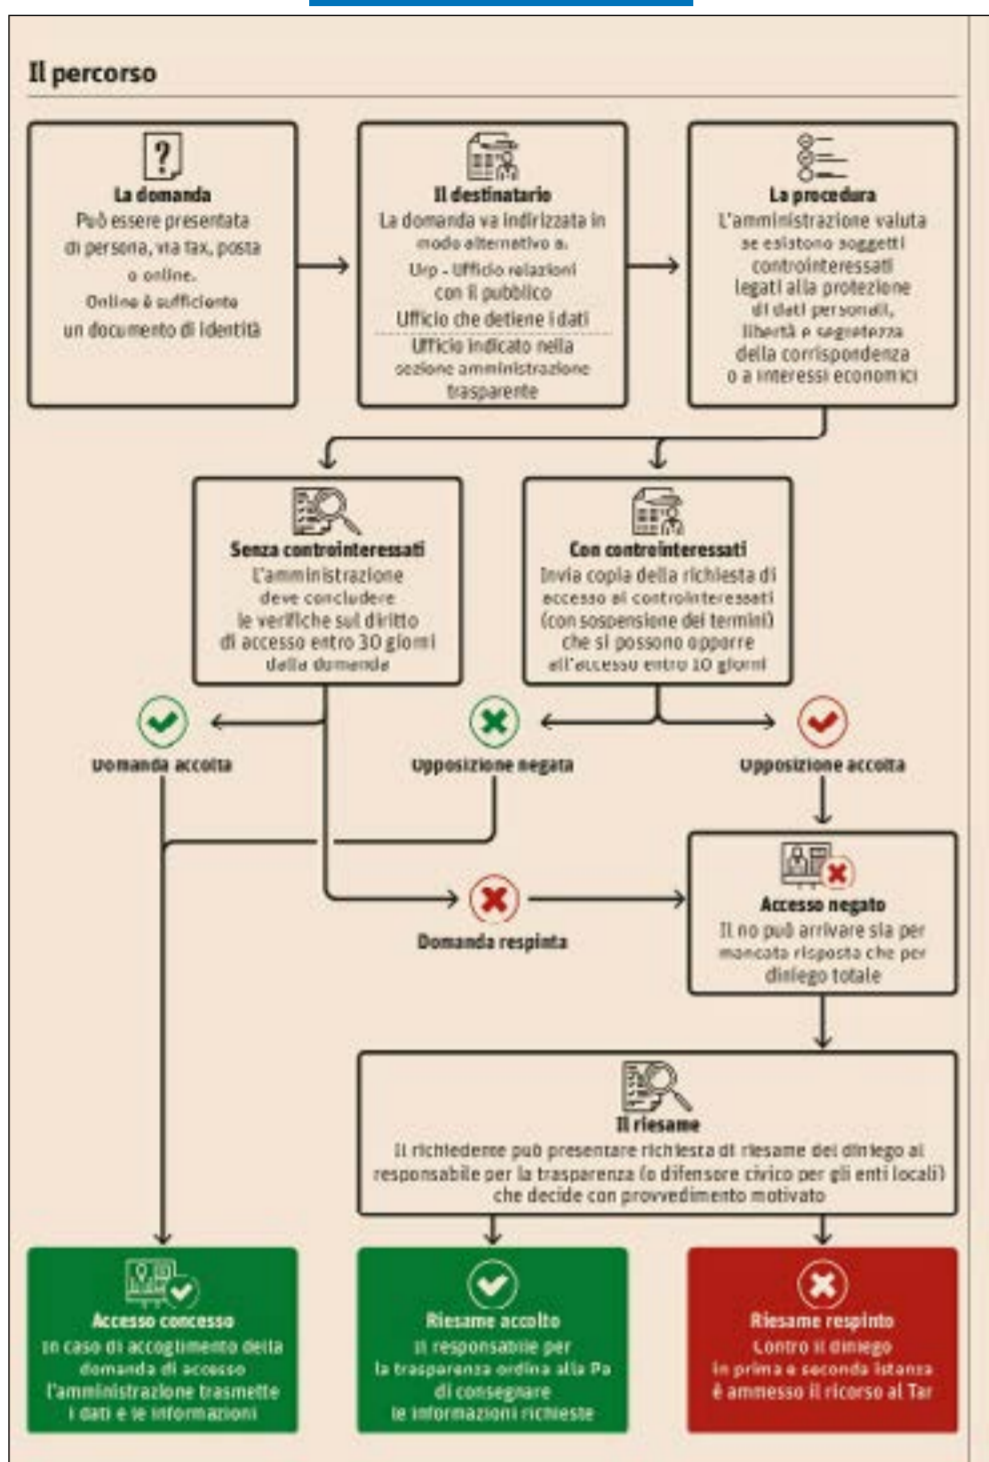 Il percorso
La domanda
Può essere presentata
di persona, via fax, posta
o online.
Online è sufficiente
un documento di identità
Il destinatario
La domanda va indirizzata in
modo alternativo a:
Urp - Ufficio relazioni
con il pubblico
Ufficio che detiene i dati
Ufficio indicato nella
sezione amministrazione
trasparente
La procedura
L'amministrazione valuta
se esistono soggetti
controinteressati
legati alla protezione
di dati personali,
libertà e segretezza
della corrispondenza
o a interessi economici
Senza controinteressati
L'amministrazione
deve concludere
le verifiche sul diritto
di accesso entro 30 giorni
dalla domanda
Con controinteressati
Invia copia della richiesta di
accesso ai controinteressati
(con sospensione dei termini)
che si possono opporre
all'accesso entro 10 giorni
Domanda accolta
Opposizione negata
Opposizione accolta
Domanda respinta
Accesso negato
Il no può arrivare sia per
mancata risposta che per
diniego totale
Il riesame
Il richiedente può presentare richiesta di riesame del diniego al
responsabile per la trasparenza (o difensore civico per gli enti locali)
che decide con provvedimento motivato
Accesso concesso
In caso di accoglimento della
domanda di accesso
l'amministrazione trasmette
i dati e le informazioni
Riesame accolto
Il responsabile per
la trasparenza ordina alla Pa
di consegnare
le informazioni richieste
Riesame respinto
Contro il diniego
in prima e seconda istanza
è ammesso il ricorso al Tar